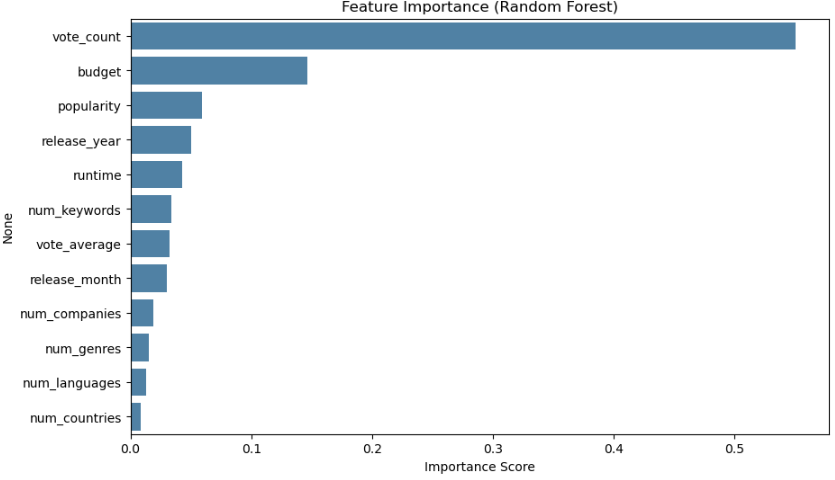 Feature Importance (Random Forest)
None
vote_count
budget
popularity
release_year
runtime
num_keywords
vote_average
release_month
num_companies
num_genres
num_languages
num_countries
0.0 0.1 0.2 0.3 0.4 0.5
Importance Score